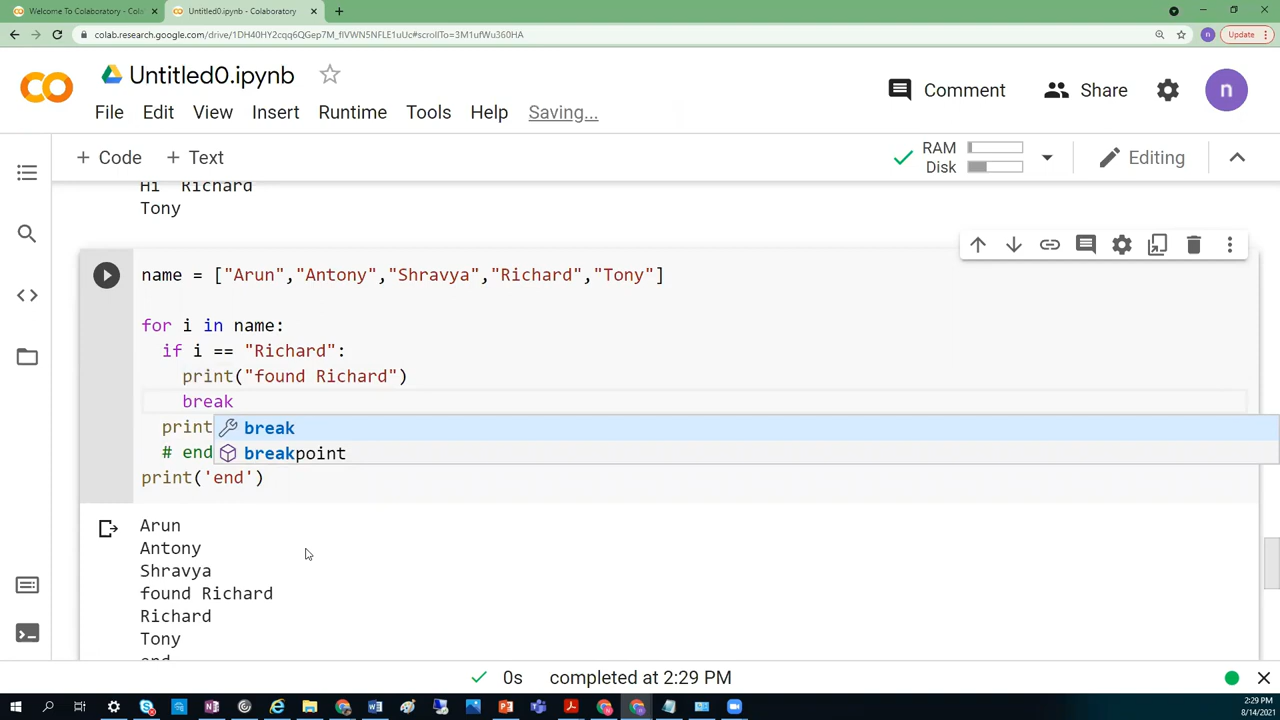 Welcome To Colaboratory - Col
Untitled0.ipynb - Colaboratory
colab.research.google.com/drive/1DH40HY2cqq6QGep7M_fIVWN5NFLE1uUc#scrollTo=3M1ufWu360HA
n
Update
Untitled0.ipynb
Comment
Share
n
File
Edit
View
Insert
Runtime
Tools
Help
Saving...
+ Code
+ Text
RAM
Disk
Editing
Hi  Richard
Tony
name = ["Arun","Antony","Shravya","Richard","Tony"]
for i in name:
if i == "Richard":
print("found Richard")
break
print
break
# end
breakpoint
print('end')
Arun
Antony
Shravya
found Richard
Richard
Tony
end
0s
completed at 2:29 PM
2:29 PM
8/14/2021